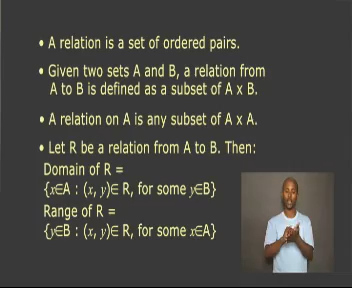 • A relation is a set of ordered pairs.
• Given two sets A and B, a relation from
A to B is defined as a subset of A x B.
• A relation on A is any subset of A x A.
• Let R be a relation from A to B. Then:
Domain of R =
{x∈A : (x, y)∈ R, for some y∈B}
Range of R =
{y∈B : (x, y)∈ R, for some x∈A}